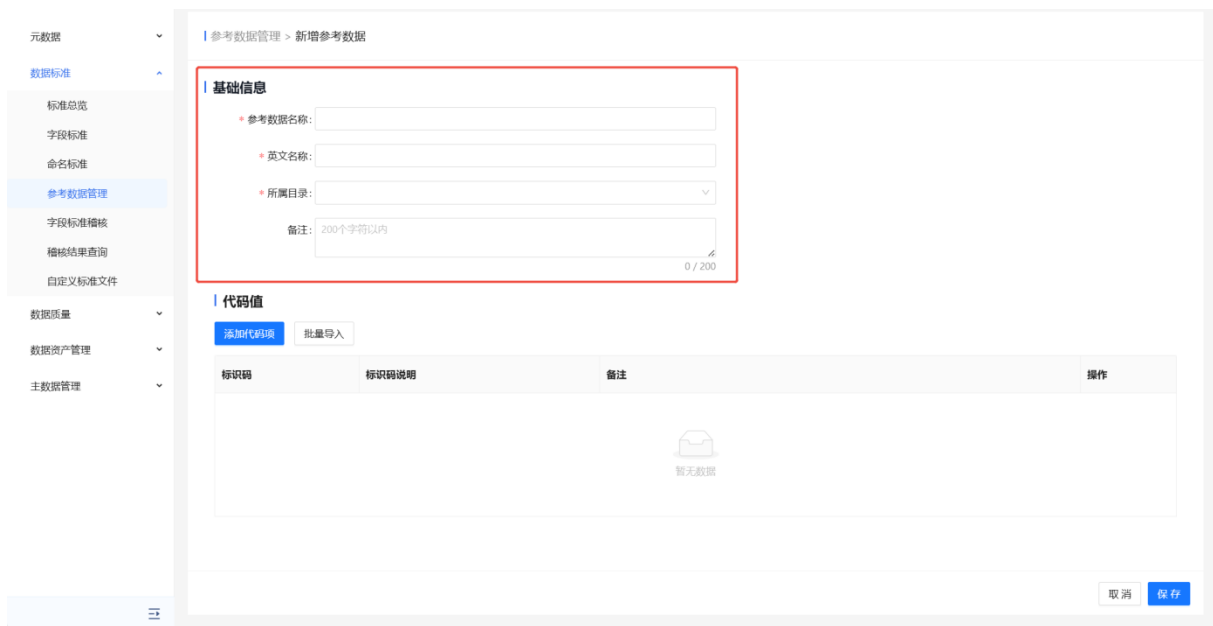 元数据
数据标准
标准总览
字段标准
命名标准
参考数据管理
字段标准稽核
稽核结果查询
自定义标准文件
数据质量
数据资产管理
主数据管理
参考数据管理 > 新增参考数据
基础信息
* 参考数据名称:
* 英文名称:
* 所属目录:
备注: 200个字符以内
0 / 200
代码值
添加代码项 批量导入
标识码 标识码说明 备注 操作
暂无数据
取消 保存